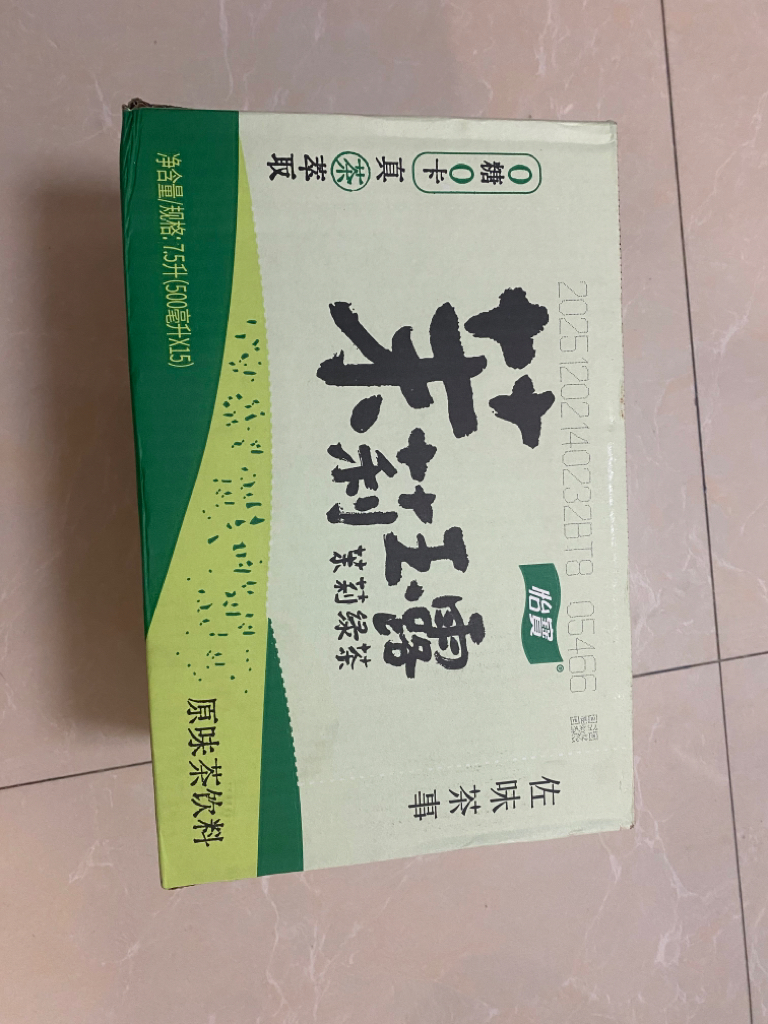 0糖0卡
真茶萃取
20251202140232BT8 05466
怡寶®
茉莉玉露
茉莉绿茶
佐味茶事
净含量/规格: 7.5升(500毫升X15)
原味茶饮料